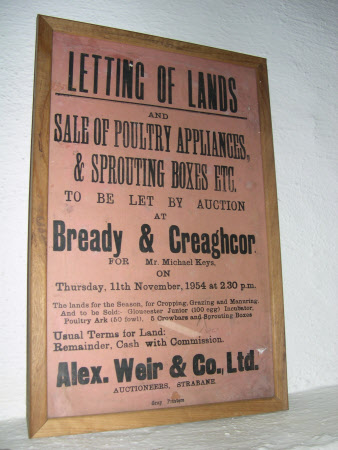 LETTING OF LANDS
AND
SALE OF POULTRY APPLIANCES,
& SPROUTING BOXES ETC.
TO BE LET BY AUCTION
AT
Bready & Creaghcor
FOR Mr. Michael Keys,
ON
Thursday, 11th November, 1954 at 2.30 p.m.
The lands for the Season, for Cropping, Grazing and Manuring.
And to be Sold:- Gloucester Junior (100 egg) Incubator,
Poultry Ark (50 fowl), 5 Crowbars and Sprouting Boxes
Usual Terms for Land:
Remainder, Cash with Commission.
Alex. Weir & Co., Ltd.
AUCTIONEERS, STRABANE.
Printers